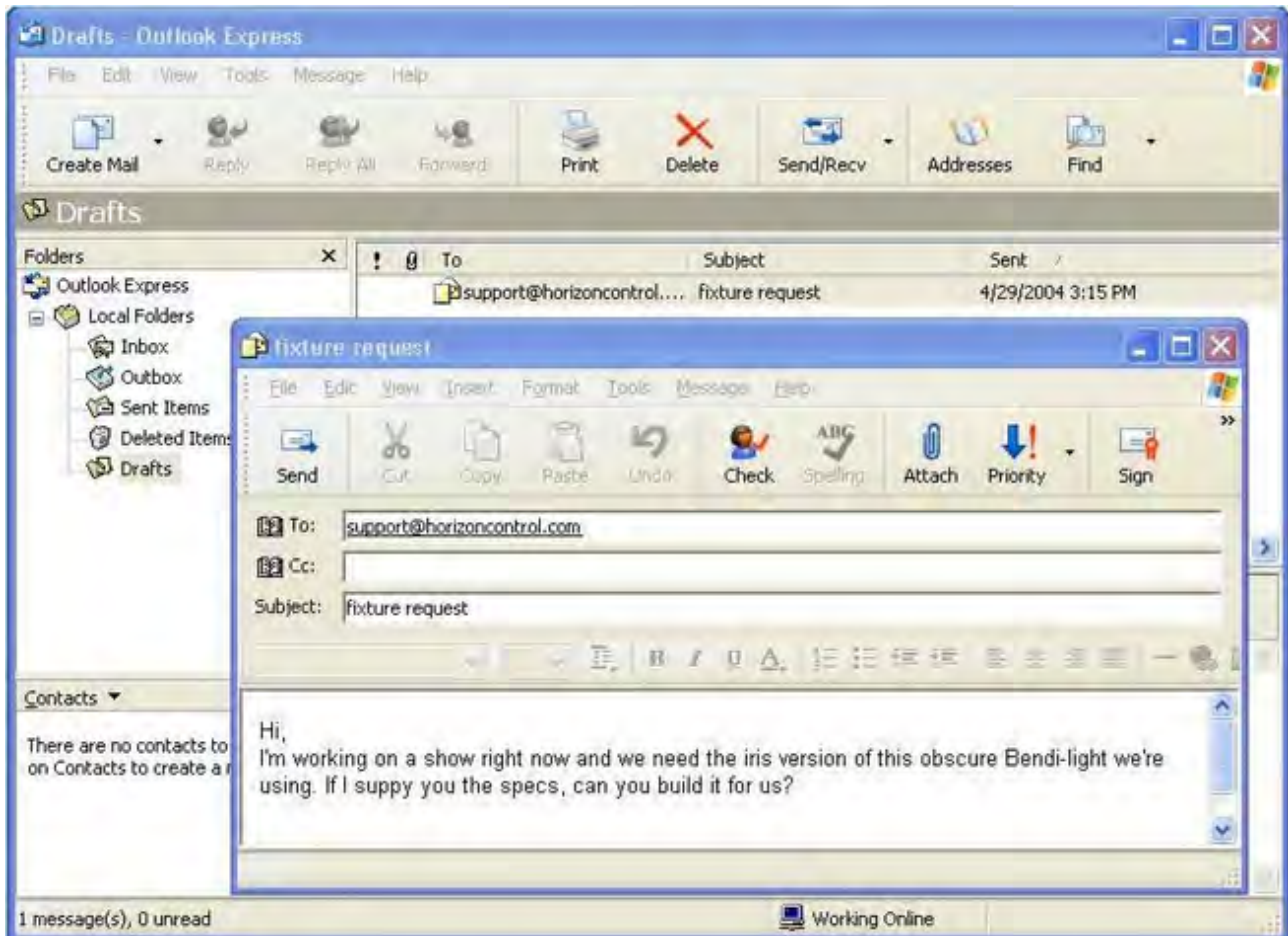 Drafts - Outlook Express
File Edit View Tools Message Help
Create Mail Reply Reply All Forward Print Delete Send/Recv Addresses Find
Drafts
Folders
! To Subject Sent
Outlook Express
support@horizoncontrol.... fixture request 4/29/2004 3:15 PM
Local Folders
Inbox
Outbox
Sent Items
Deleted Items
Drafts
fixture request
File Edit View Insert Format Tools Message Help
Send Cut Copy Paste Undo Check Spelling Attach Priority Sign
To: support@horizoncontrol.com
Cc:
Subject: fixture request
B I U A
Hi,
I'm working on a show right now and we need the iris version of this obscure Bendi-light we're
using. If I suppy you the specs, can you build it for us?
Contacts
There are no contacts to
on Contacts to create a
1 message(s), 0 unread
Working Online